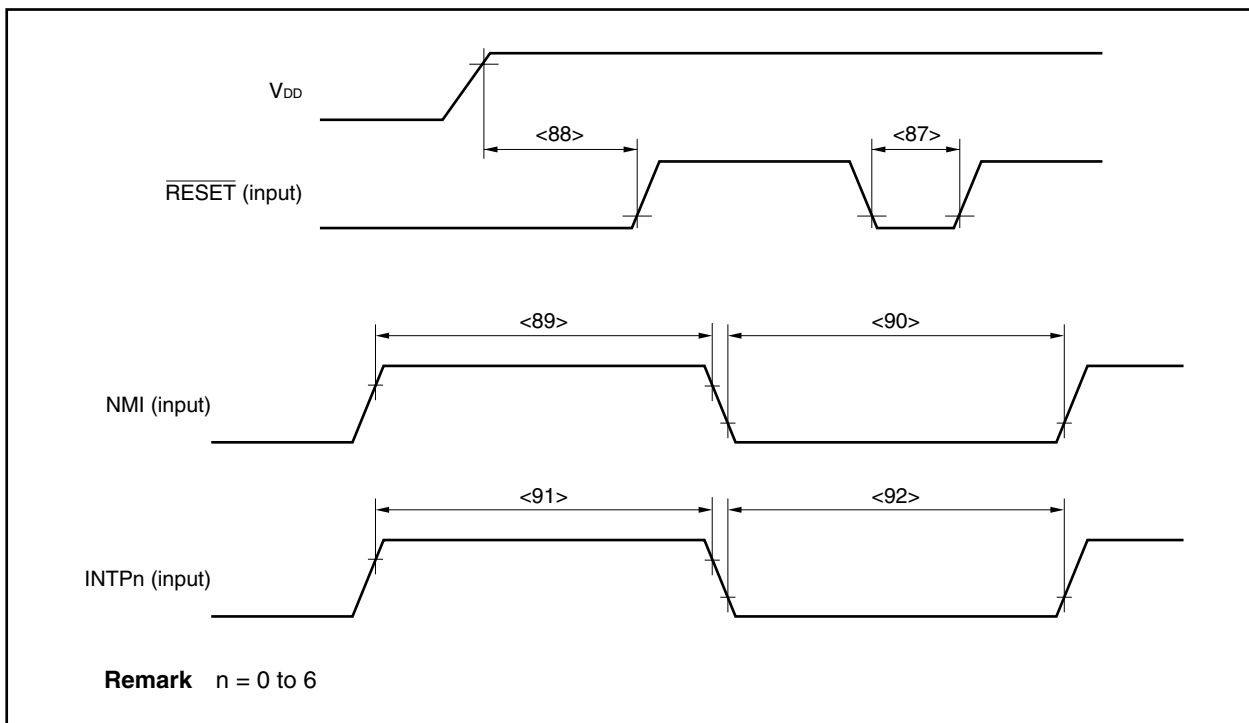 VDD
<88>
<87>
RESET (input)
<89>
<90>
NMI (input)
<91>
<92>
INTPn (input)
Remark n = 0 to 6